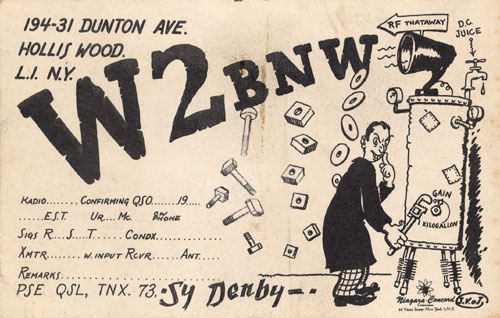 194-31 DUNTON AVE.
HOLLIS WOOD.
L.I. N.Y.
W2BNW
RF THATAWAY
D.C.
JUICE
GAIN
KILOGALLON
RADIO....... CONFIRMING QSO.......19....
......E.S.T. UR....MC. PHONE
SIGS R....S....T..... CONDX..............
XMTR........W. INPUT RCVR....... ANT.....
REMARKS..............................
PSE QSL, TNX. 73. - Sy Denby - -
Niagara-Concord